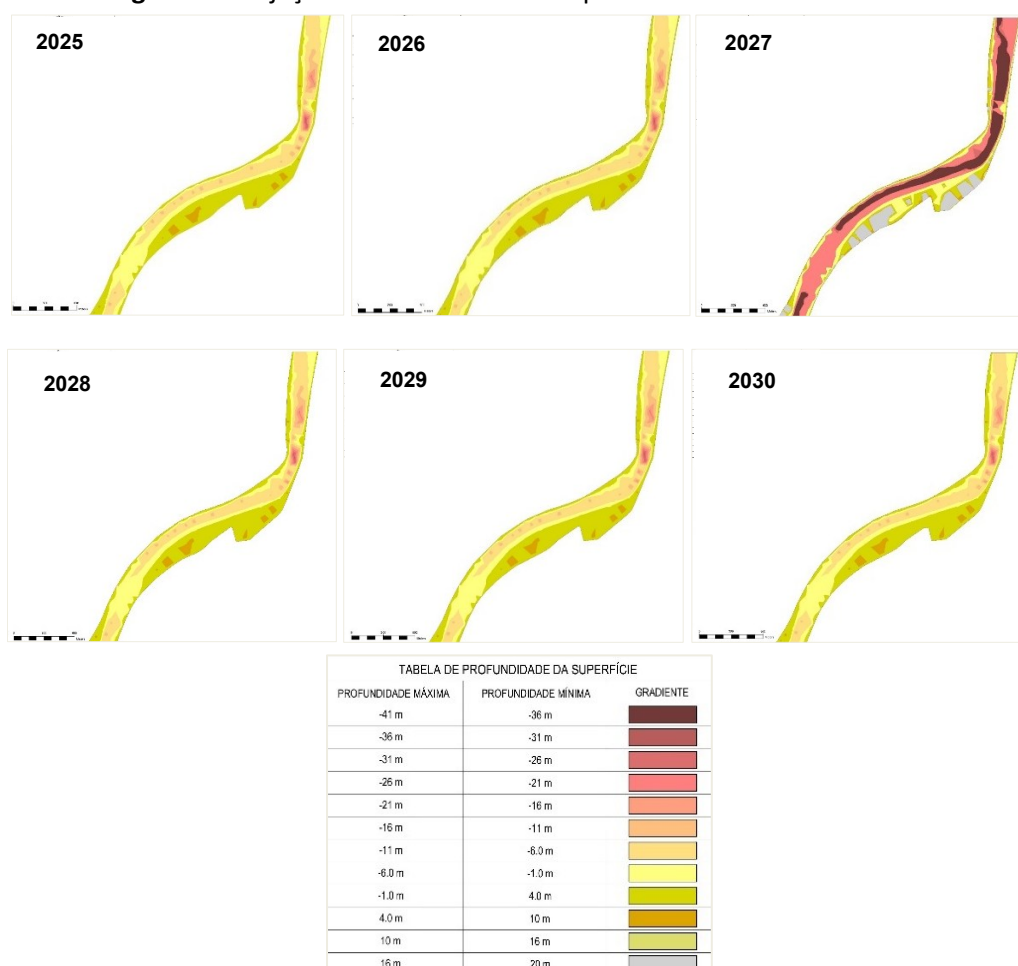 2025
2026
2027
2028
2029
2030
TABELA DE PROFUNDIDADE DA SUPERFÍCIE
PROFUNDIDADE MÁXIMA PROFUNDIDADE MÍNIMA GRADIENTE
-41 m -36 m
-36 m -31 m
-31 m -26 m
-26 m -21 m
-21 m -16 m
-16 m -11 m
-11 m -6.0 m
-6.0 m -1.0 m
-1.0 m 4.0 m
4.0 m 10 m
10 m 16 m
16 m 20 m